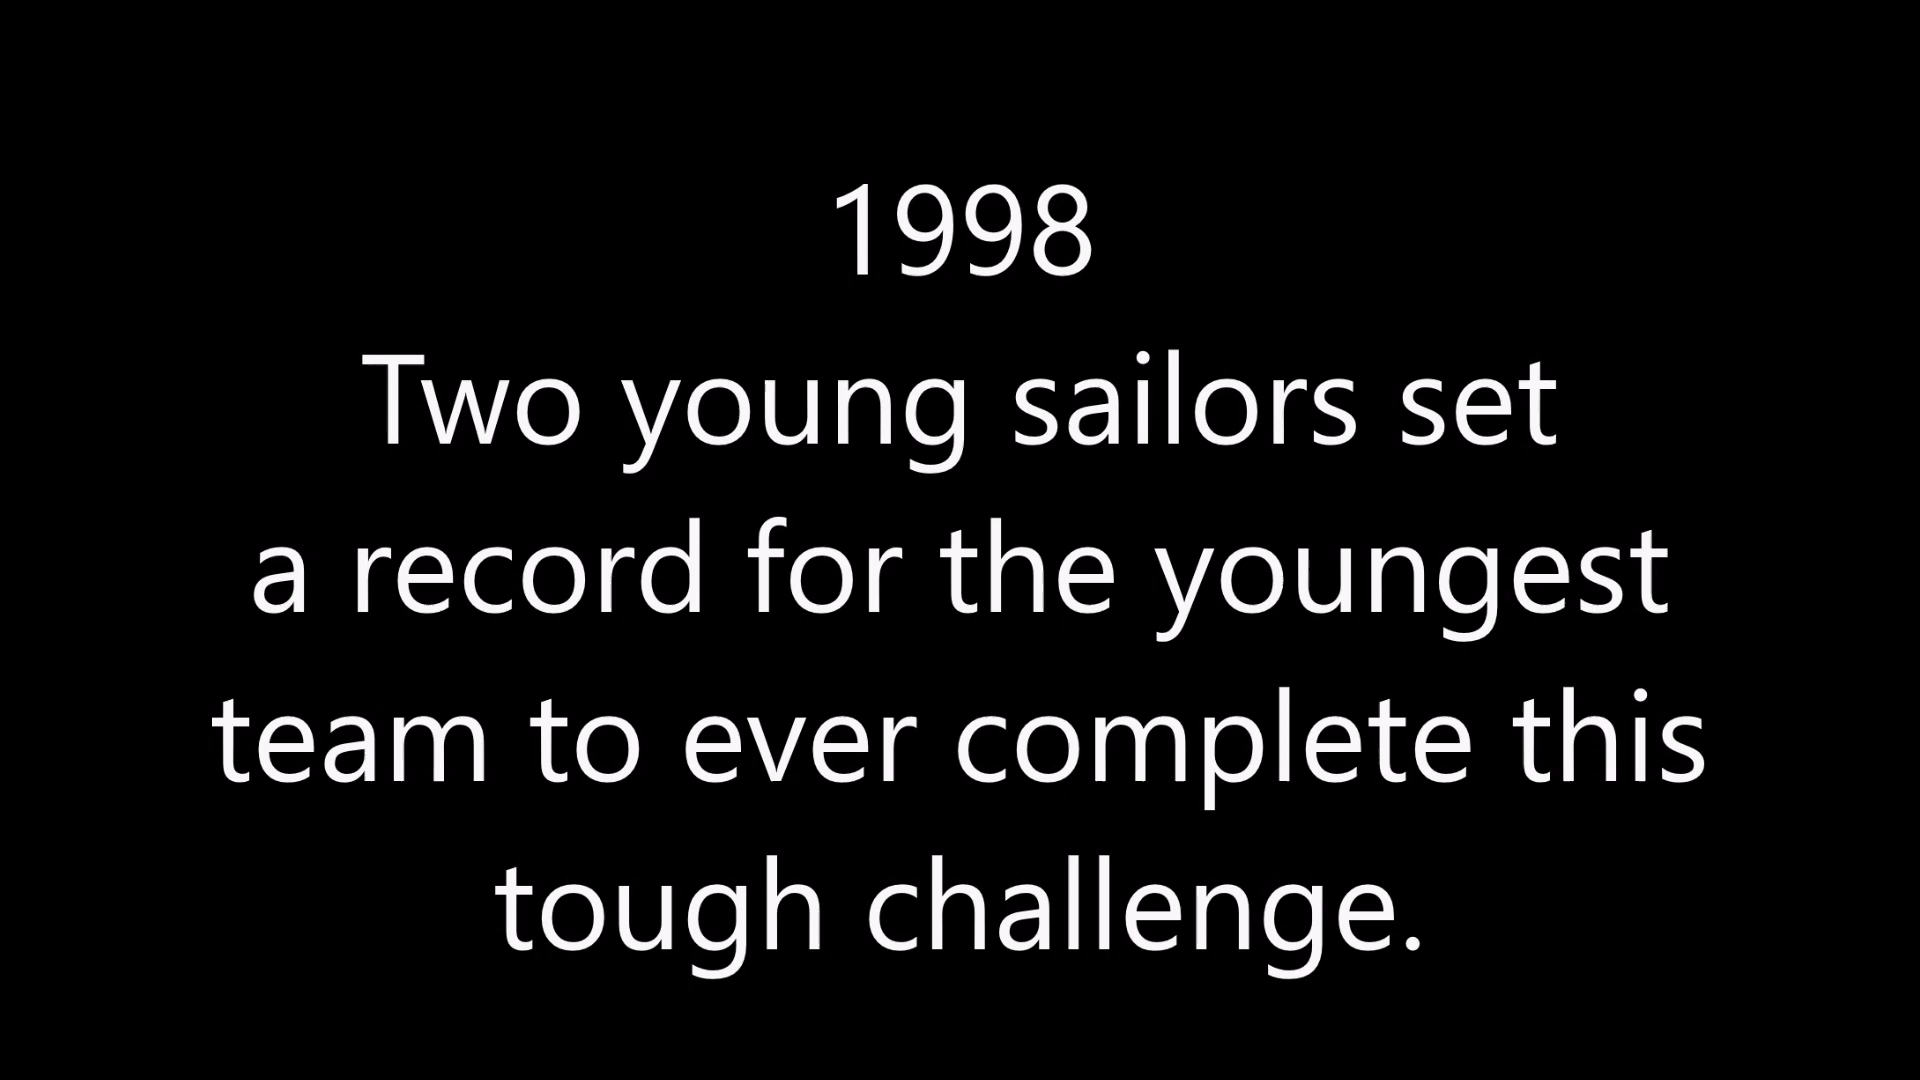 1998
Two young sailors set
a record for the youngest
team to ever complete this
tough challenge.